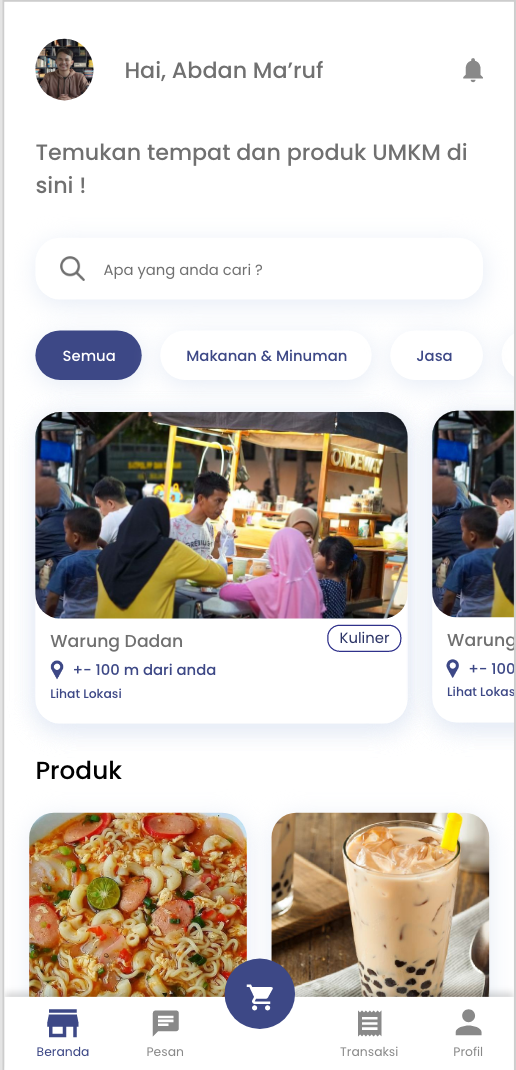 Hai, Abdan Ma’ruf
Temukan tempat dan produk UMKM di
sini !
Apa yang anda cari ?
Semua
Makanan & Minuman
Jasa
Warung Dadan
Kuliner
+- 100 m dari anda
Lihat Lokasi
Warung
+- 100
Lihat Lokas
Produk
Beranda
Pesan
Transaksi
Profil